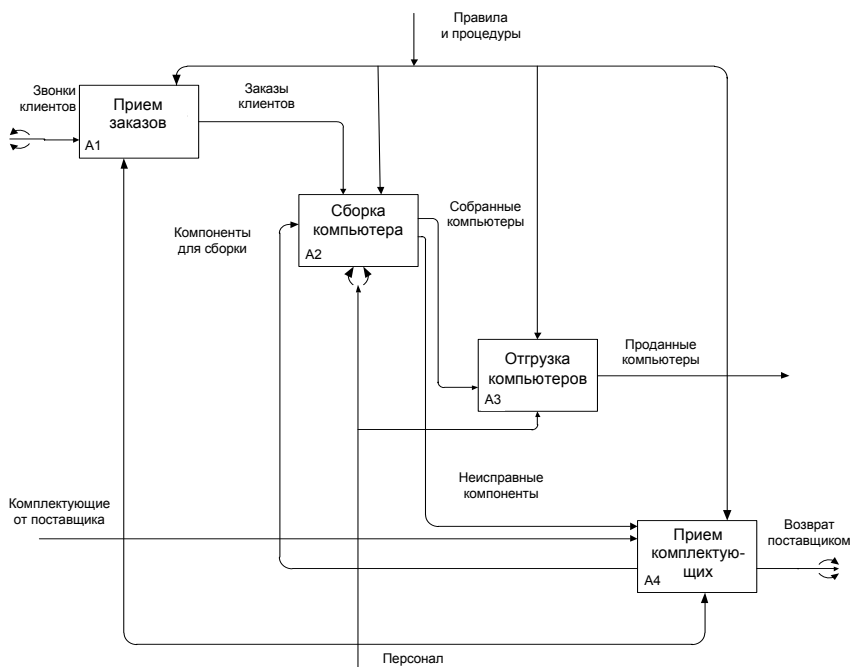 Правила
и процедуры
Звонки
клиентов
Прием
заказов
A1
Заказы
клиентов
Сборка
компьютера
A2
Собранные
компьютеры
Компоненты
для сборки
Отгрузка
компьютеров
A3
Проданные
компьютеры
Неисправные
компоненты
Комплектующие
от поставщика
Прием
комплектую-
щих
A4
Возврат
поставщиком
Персонал